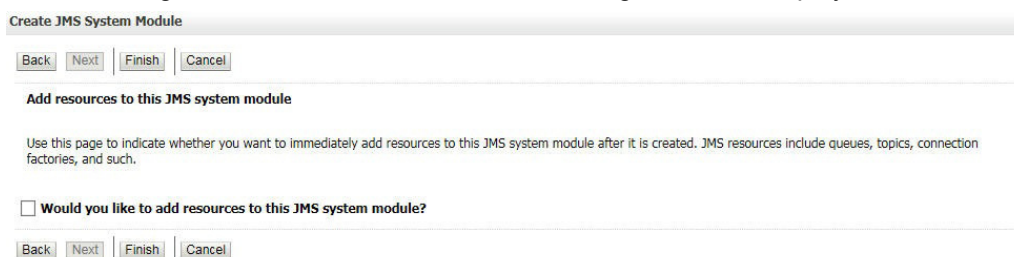 Create JMS System Module
Back Next Finish Cancel
Add resources to this JMS system module
Use this page to indicate whether you want to immediately add resources to this JMS system module after it is created. JMS resources include queues, topics, connection
factories, and such.
Would you like to add resources to this JMS system module?
Back Next Finish Cancel